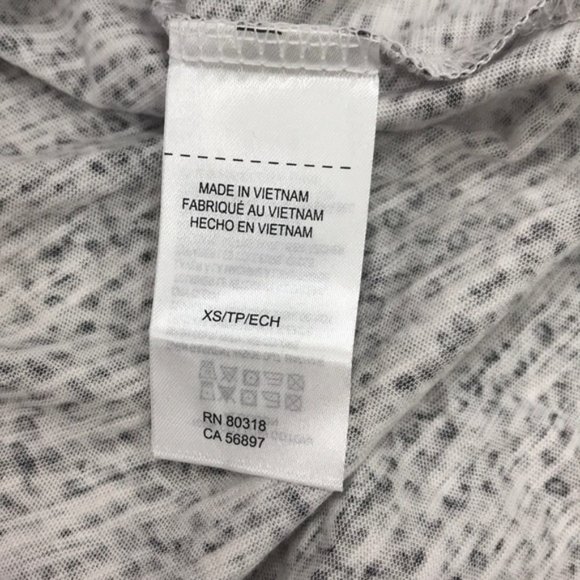 MADE IN VIETNAM
FABRIQUÉ AU VIETNAM
HECHO EN VIETNAM
XS/TP/ECH
RN 80318
CA 56897